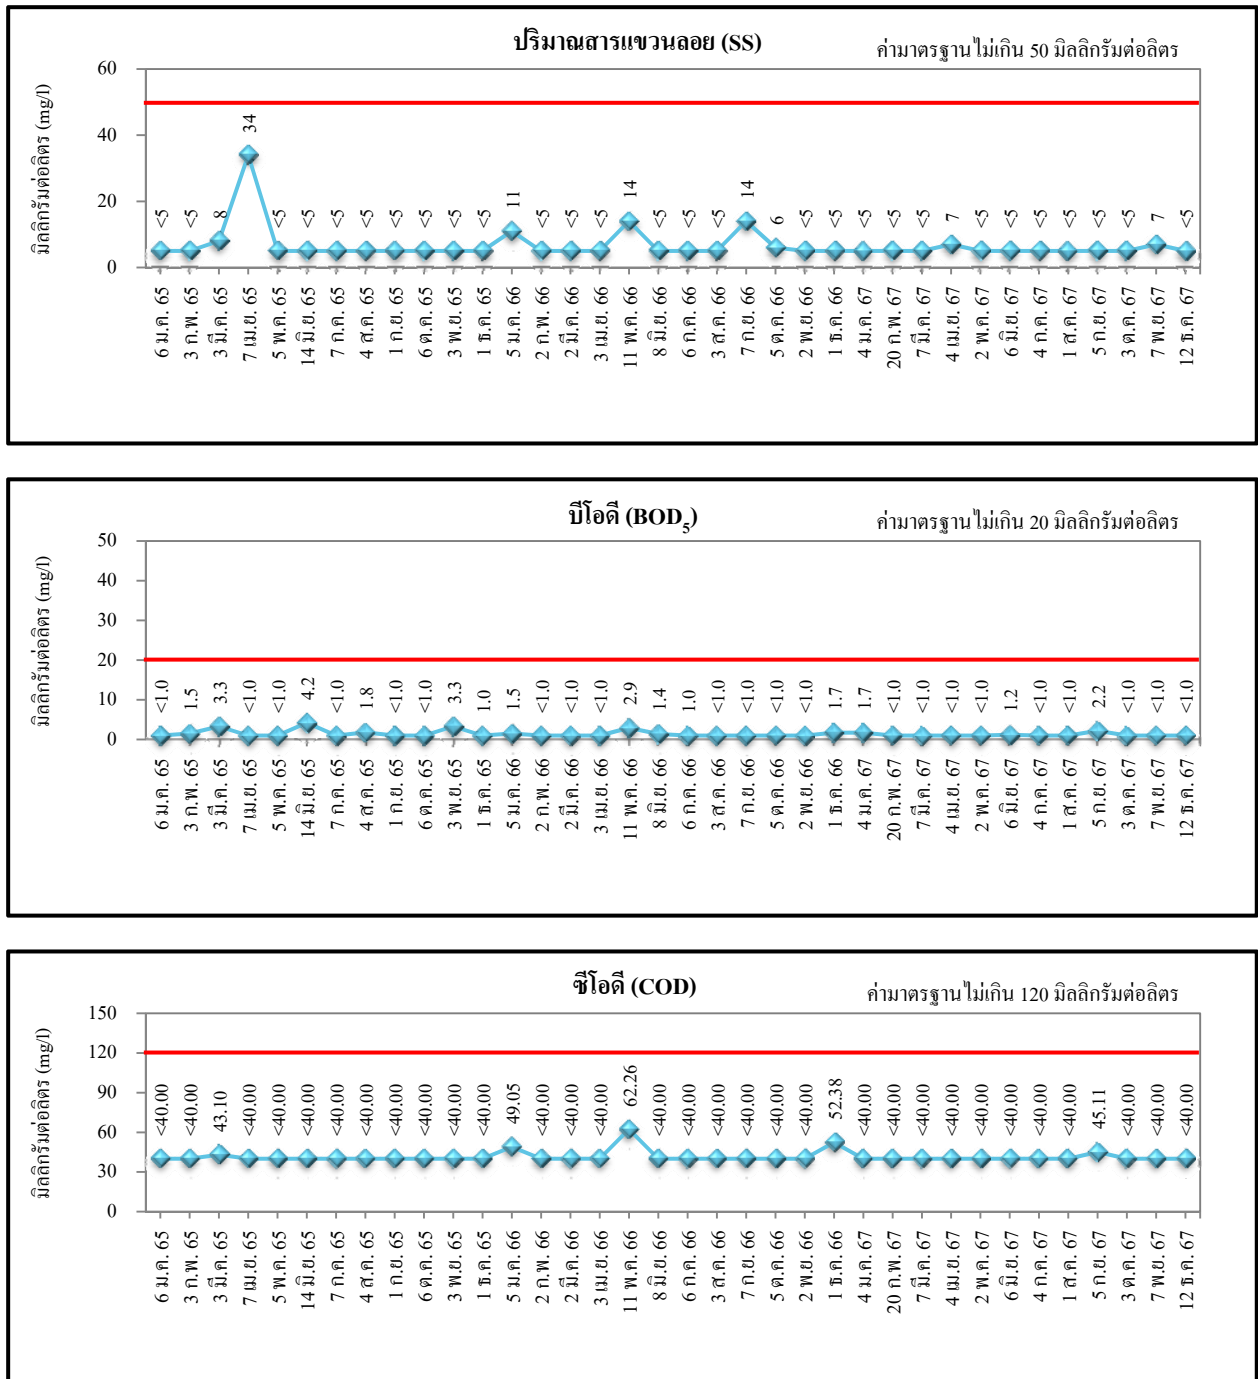 ปริมาณสารแขวนลอย (SS)
ค่ามาตรฐานไม่เกิน 50 มิลลิกรัมต่อลิตร
มิลลิกรัมต่อลิตร (mg/l)
60
40
20
0
<5 <5 8 34 <5 <5 <5 <5 <5 <5 <5 <5 11 <5 <5 <5 14 <5 <5 <5 14 6 <5 <5 <5 <5 <5 7 <5 <5 <5 <5 <5 <5 7 <5
6 ม.ค. 65 3 ก.พ. 65 3 มี.ค. 65 7 เม.ย. 65 5 พ.ค. 65 14 มิ.ย. 65 7 ก.ค. 65 4 ส.ค. 65 1 ก.ย. 65 6 ต.ค. 65 3 พ.ย. 65 1 ธ.ค. 65 5 ม.ค. 66 2 ก.พ. 66 2 มี.ค. 66 3 เม.ย. 66 11 พ.ค. 66 8 มิ.ย. 66 6 ก.ค. 66 3 ส.ค. 66 7 ก.ย. 66 5 ต.ค. 66 2 พ.ย. 66 1 ธ.ค. 66 4 ม.ค. 67 20 ก.พ. 67 7 มี.ค. 67 4 เม.ย. 67 2 พ.ค. 67 6 มิ.ย. 67 4 ก.ค. 67 1 ส.ค. 67 5 ก.ย. 67 3 ต.ค. 67 7 พ.ย. 67 12 ธ.ค. 67
บีโอดี (BOD5)
ค่ามาตรฐานไม่เกิน 20 มิลลิกรัมต่อลิตร
มิลลิกรัมต่อลิตร (mg/l)
50
40
30
20
10
0
<1.0 1.5 3.3 <1.0 <1.0 4.2 <1.0 1.8 <1.0 <1.0 3.3 1.0 1.5 <1.0 <1.0 <1.0 2.9 1.4 1.0 <1.0 <1.0 <1.0 <1.0 1.7 1.7 <1.0 <1.0 <1.0 <1.0 1.2 <1.0 <1.0 2.2 <1.0 <1.0 <1.0
6 ม.ค. 65 3 ก.พ. 65 3 มี.ค. 65 7 เม.ย. 65 5 พ.ค. 65 14 มิ.ย. 65 7 ก.ค. 65 4 ส.ค. 65 1 ก.ย. 65 6 ต.ค. 65 3 พ.ย. 65 1 ธ.ค. 65 5 ม.ค. 66 2 ก.พ. 66 2 มี.ค. 66 3 เม.ย. 66 11 พ.ค. 66 8 มิ.ย. 66 6 ก.ค. 66 3 ส.ค. 66 7 ก.ย. 66 5 ต.ค. 66 2 พ.ย. 66 1 ธ.ค. 66 4 ม.ค. 67 20 ก.พ. 67 7 มี.ค. 67 4 เม.ย. 67 2 พ.ค. 67 6 มิ.ย. 67 4 ก.ค. 67 1 ส.ค. 67 5 ก.ย. 67 3 ต.ค. 67 7 พ.ย. 67 12 ธ.ค. 67
ซีโอดี (COD)
ค่ามาตรฐานไม่เกิน 120 มิลลิกรัมต่อลิตร
มิลลิกรัมต่อลิตร (mg/l)
150
120
90
60
30
0
<40.00 <40.00 43.10 <40.00 <40.00 <40.00 <40.00 <40.00 <40.00 <40.00 <40.00 <40.00 49.05 <40.00 <40.00 <40.00 62.26 <40.00 <40.00 <40.00 <40.00 <40.00 <40.00 52.38 <40.00 <40.00 <40.00 <40.00 <40.00 <40.00 <40.00 <40.00 45.11 <40.00 <40.00 <40.00
6 ม.ค. 65 3 ก.พ. 65 3 มี.ค. 65 7 เม.ย. 65 5 พ.ค. 65 14 มิ.ย. 65 7 ก.ค. 65 4 ส.ค. 65 1 ก.ย. 65 6 ต.ค. 65 3 พ.ย. 65 1 ธ.ค. 65 5 ม.ค. 66 2 ก.พ. 66 2 มี.ค. 66 3 เม.ย. 66 11 พ.ค. 66 8 มิ.ย. 66 6 ก.ค. 66 3 ส.ค. 66 7 ก.ย. 66 5 ต.ค. 66 2 พ.ย. 66 1 ธ.ค. 66 4 ม.ค. 67 20 ก.พ. 67 7 มี.ค. 67 4 เม.ย. 67 2 พ.ค. 67 6 มิ.ย. 67 4 ก.ค. 67 1 ส.ค. 67 5 ก.ย. 67 3 ต.ค. 67 7 พ.ย. 67 12 ธ.ค. 67